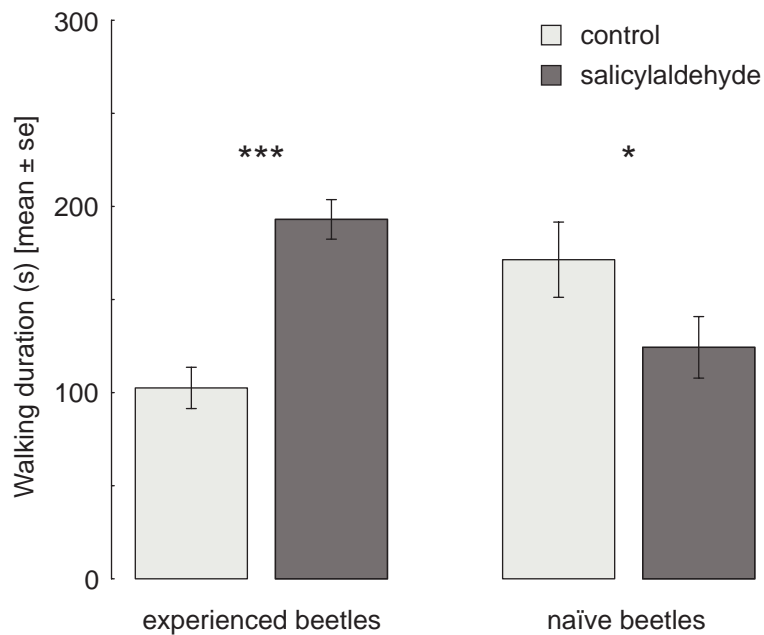 300
control
salicylaldehyde
*** *
200
100
0
Walking duration (s) [mean ± se]
experienced beetles naïve beetles